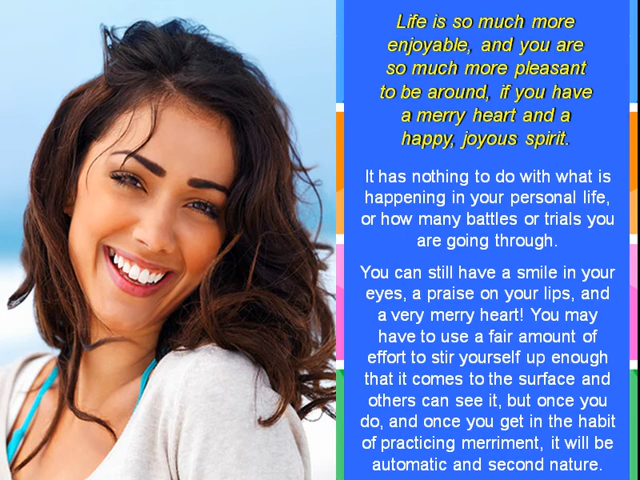 Life is so much more
enjoyable, and you are
so much more pleasant
to be around, if you have
a merry heart and a
happy, joyous spirit.
It has nothing to do with what is
happening in your personal life,
or how many battles or trials you
are going through.
You can still have a smile in your
eyes, a praise on your lips, and
a very merry heart! You may
have to use a fair amount of
effort to stir yourself up enough
that it comes to the surface and
others can see it, but once you
do, and once you get in the habit
of practicing merriment, it will be
automatic and second nature.